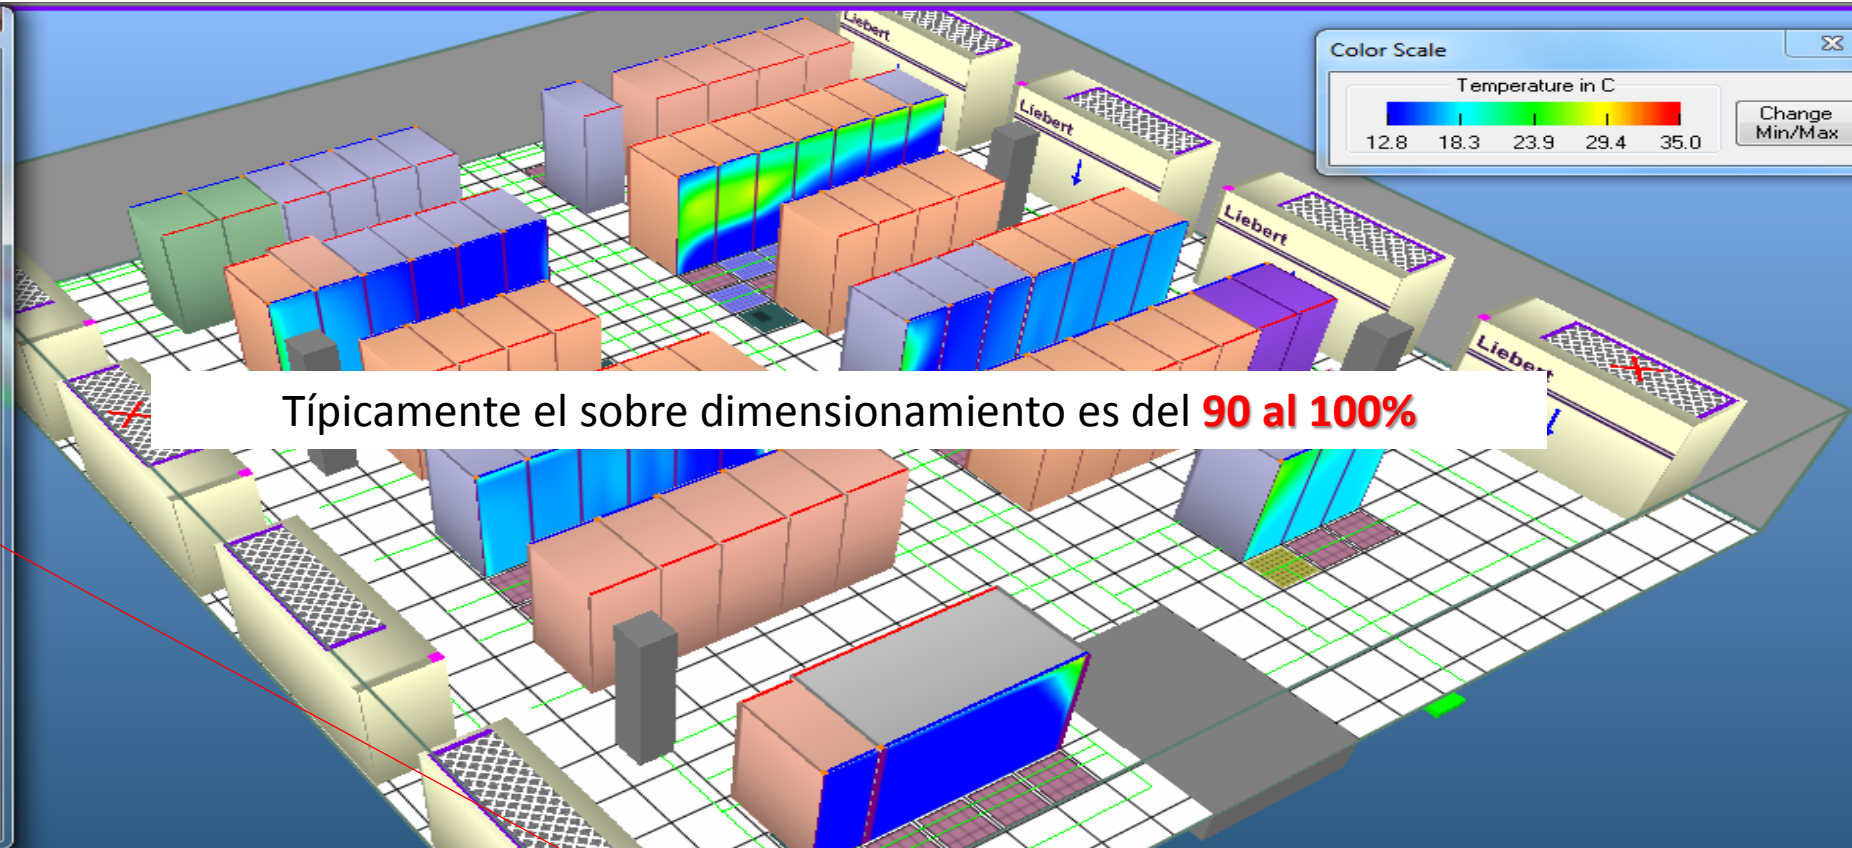 Liebert
Color Scale
Temperature in C
12.8 18.3 23.9 29.4 35.0
Change
Min/Max
Liebert
Liebert
Liebert
Típicamente el sobre dimensionamiento es del 90 al 100%